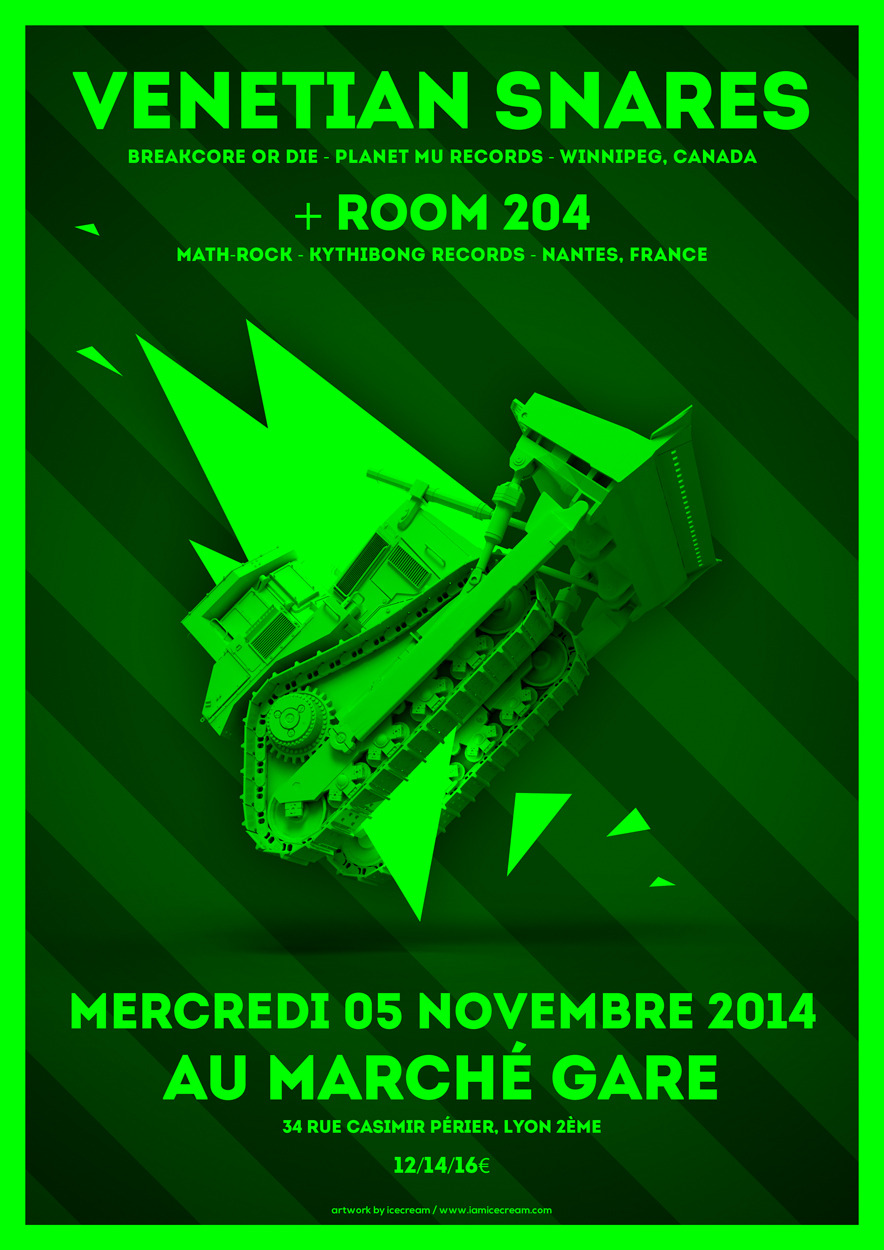 VENETIAN SNARES
BREAKCORE OR DIE - PLANET MU RECORDS - WINNIPEG, CANADA
+ ROOM 204
MATH-ROCK - KYTHIBONG RECORDS - NANTES, FRANCE
MERCREDI 05 NOVEMBRE 2014
AU MARCHÉ GARE
34 RUE CASIMIR PÉRIER, LYON 2ÈME
12/14/16€
artwork by icecream / www.iamicecream.com